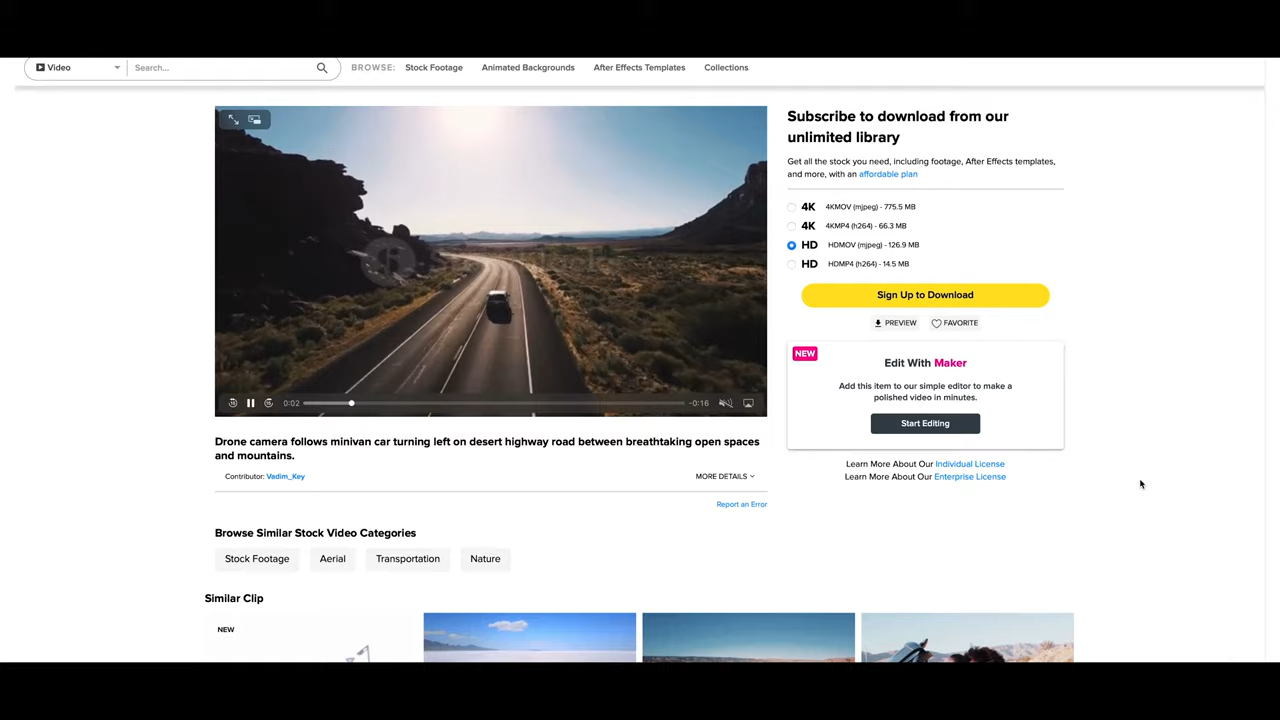 Video
Search...
BROWSE:
Stock Footage
Animated Backgrounds
After Effects Templates
Collections
Subscribe to download from our
unlimited library
Get all the stock you need, including footage, After Effects templates,
and more, with an affordable plan
4K 4KMOV (mjpeg) - 775.5 MB
4K 4KMP4 (h264) - 66.3 MB
HD HDMOV (mjpeg) - 126.9 MB
HD HDMP4 (h264) - 14.5 MB
Sign Up to Download
PREVIEW
FAVORITE
NEW
Edit With Maker
Add this item to our simple editor to make a
polished video in minutes.
Start Editing
Learn More About Our Individual License
Learn More About Our Enterprise License
0:02
-0:16
Drone camera follows minivan car turning left on desert highway road between breathtaking open spaces
and mountains.
Contributor: Vadim_Key
MORE DETAILS
Report an Error
Browse Similar Stock Video Categories
Stock Footage
Aerial
Transportation
Nature
Similar Clip
NEW